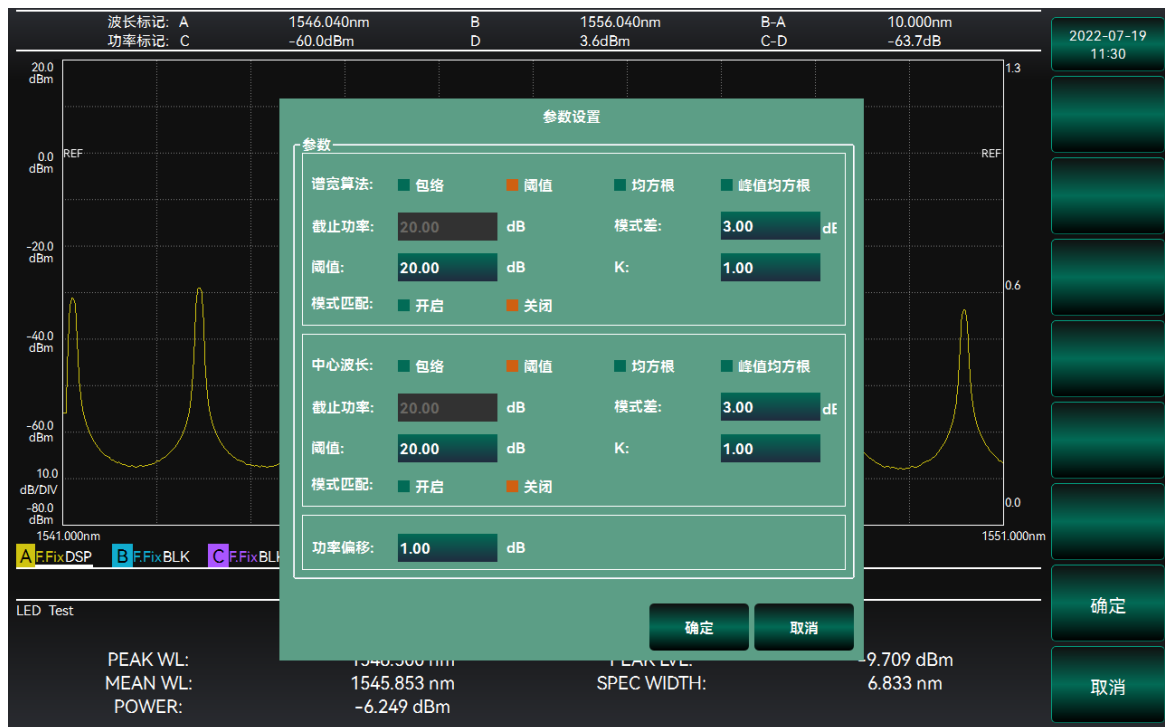 波长标记: A 1546.040nm B 1556.040nm B-A 10.000nm
功率标记: C -60.0dBm D 3.6dBm C-D -63.7dB
2022-07-19
11:30
20.0
dBm
1.3
参数设置
参数
0.0
dBm
REF
REF
谱宽算法: 包络 阈值 均方根 峰值均方根
截止功率: 20.00 dB 模式差: 3.00
阈值: 20.00 dB K: 1.00
模式匹配: 开启 关闭
-20.0
dBm
0.6
-40.0
dBm
中心波长: 包络 阈值 均方根 峰值均方根
截止功率: 20.00 dB 模式差: 3.00
阈值: 20.00 dB K: 1.00
模式匹配: 开启 关闭
-60.0
dBm
10.0
dB/DIV
-80.0
dBm
0.0
1541.000nm
1551.000nm
A F.Fix DSP B F.Fix BLK C F.Fix
功率偏移: 1.00 dB
确定 取消
确定
取消
LED Test
PEAK WL: PEAK LVL: -9.709 dBm
MEAN WL: 1545.853 nm SPEC WIDTH: 6.833 nm
POWER: -6.249 dBm